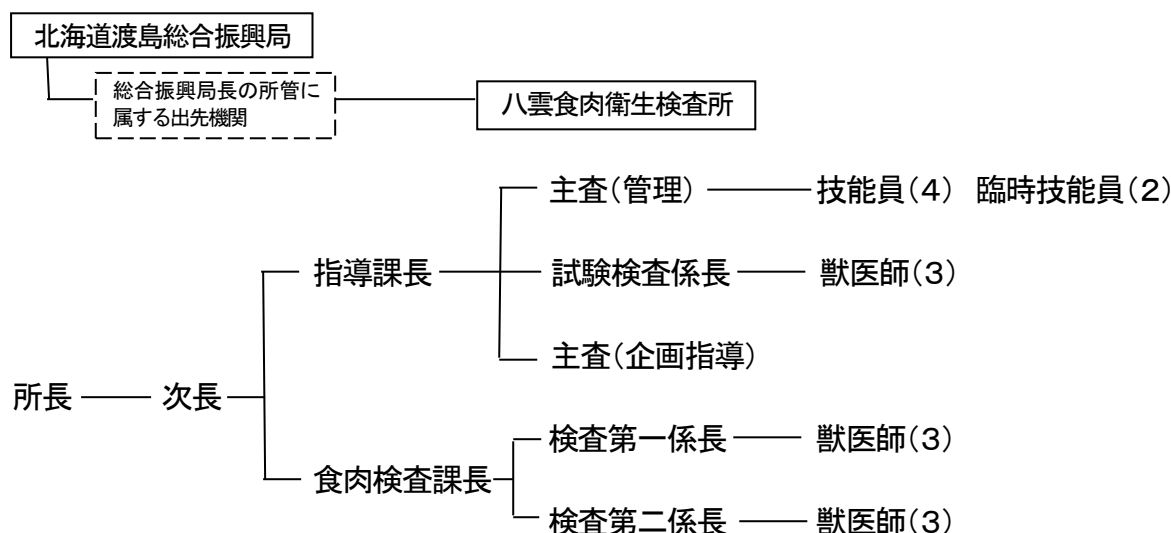 北海道渡島総合振興局
総合振興局長の所管に
属する出先機関
八雲食肉衛生検査所
主査(管理) 技能員(4) 臨時技能員(2)
指導課長 試験検査係長 獣医師(3)
主査(企画指導)
所長 次長
検査第一係長 獣医師(3)
食肉検査課長
検査第二係長 獣医師(3)